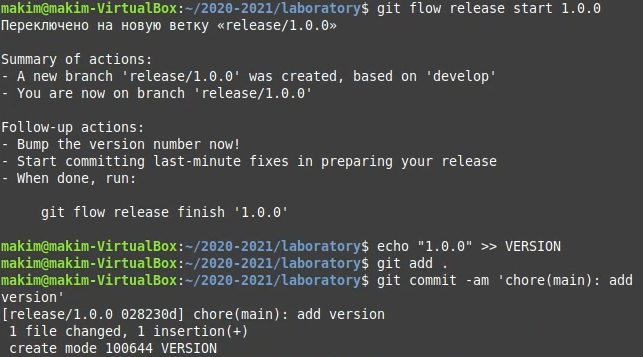 makim@makim-VirtualBox:~/2020-2021/laboratory$ git flow release start 1.0.0
Переключено на новую ветку «release/1.0.0»
Summary of actions:
- A new branch 'release/1.0.0' was created, based on 'develop'
- You are now on branch 'release/1.0.0'
Follow-up actions:
- Bump the version number now!
- Start committing last-minute fixes in preparing your release
- When done, run:
git flow release finish '1.0.0'
makim@makim-VirtualBox:~/2020-2021/laboratory$ echo "1.0.0" >> VERSION
makim@makim-VirtualBox:~/2020-2021/laboratory$ git add .
makim@makim-VirtualBox:~/2020-2021/laboratory$ git commit -am 'chore(main): add
version'
[release/1.0.0 028230d] chore(main): add version
1 file changed, 1 insertion(+)
create mode 100644 VERSION